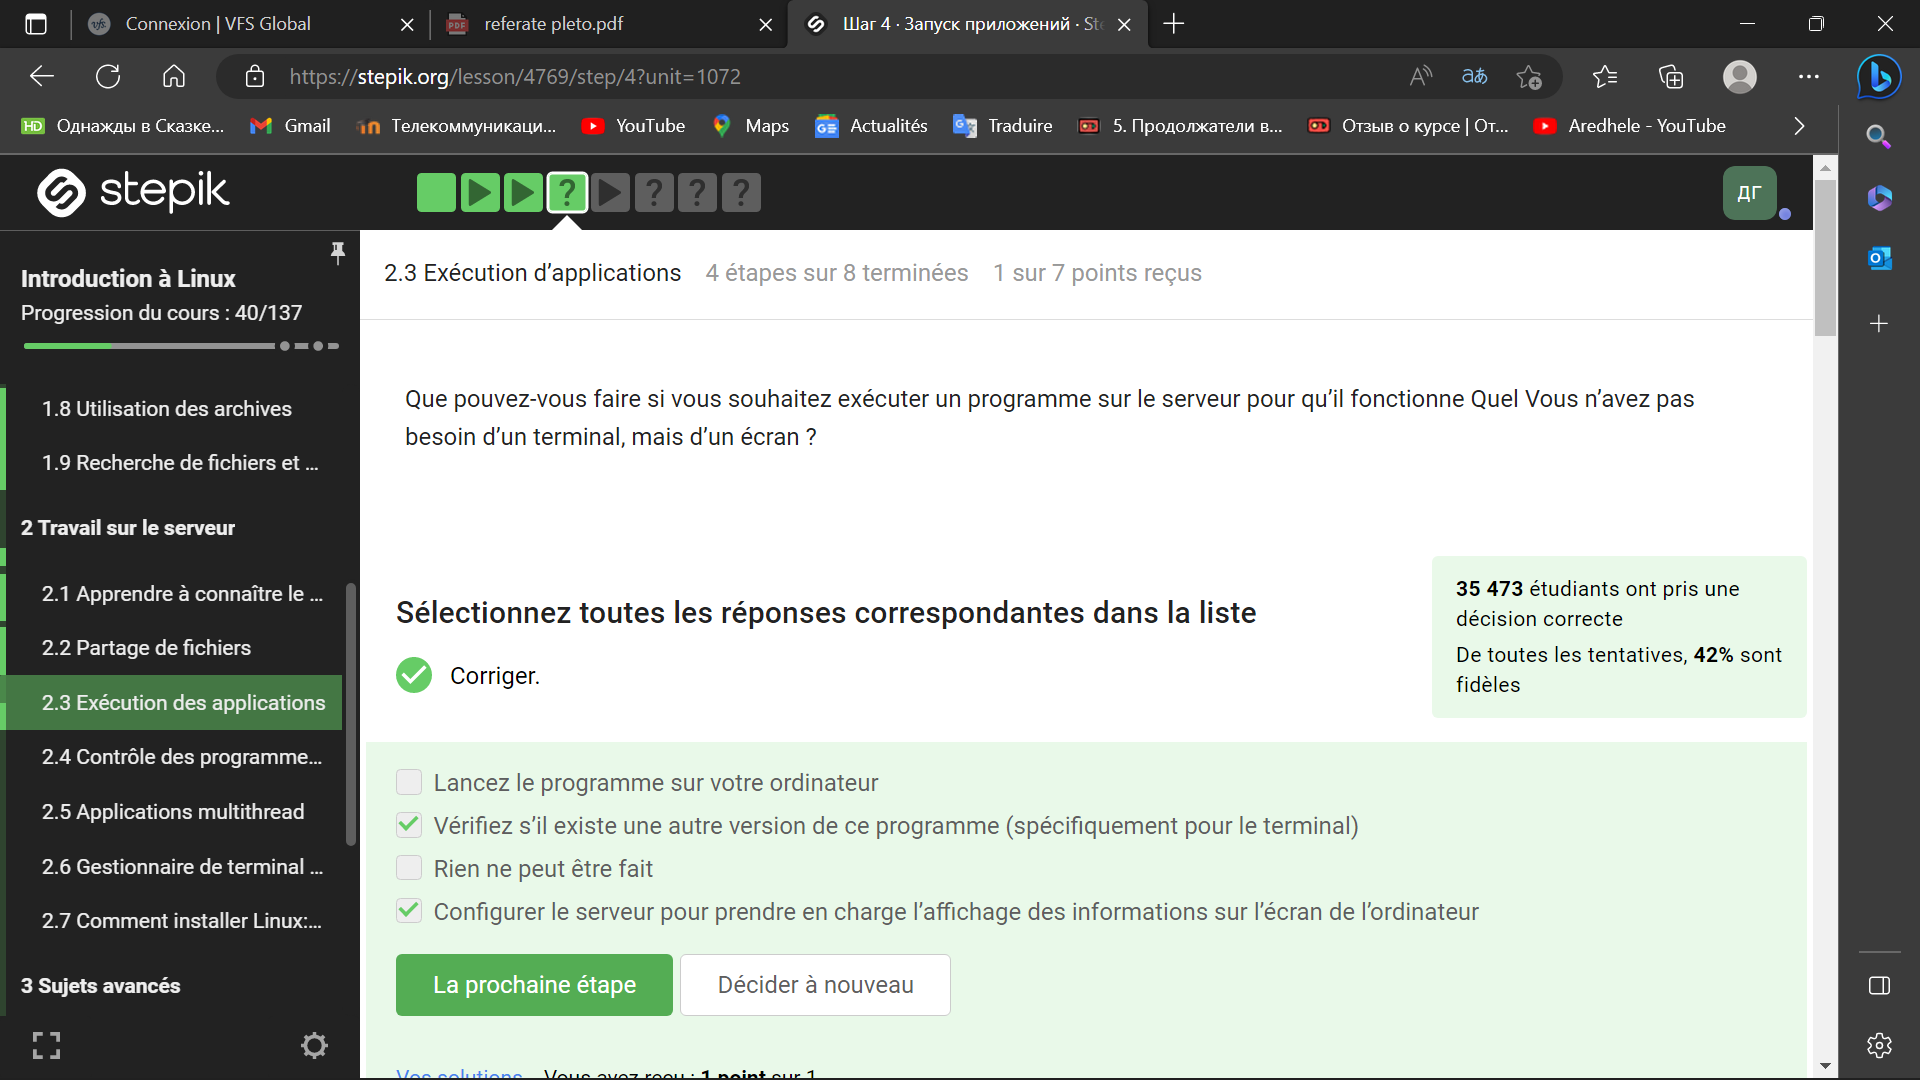 Connexion | VFS Global
referate pleto.pdf
Шаг 4 · Запуск приложений · Ste
https://stepik.org/lesson/4769/step/4?unit=1072
Однажды в Сказке...
Gmail
Телекоммуникаци...
YouTube
Maps
Actualités
Traduire
5. Продолжатели в...
Отзыв о курсе | От...
Aredhele - YouTube
stepik
ДГ
Introduction à Linux
Progression du cours : 40/137
1.8 Utilisation des archives
1.9 Recherche de fichiers et ...
2 Travail sur le serveur
2.1 Apprendre à connaître le ...
2.2 Partage de fichiers
2.3 Exécution des applications
2.4 Contrôle des programme...
2.5 Applications multithread
2.6 Gestionnaire de terminal ...
2.7 Comment installer Linux:...
3 Sujets avancés
2.3 Exécution d’applications 4 étapes sur 8 terminées 1 sur 7 points reçus
Que pouvez-vous faire si vous souhaitez exécuter un programme sur le serveur pour qu’il fonctionne Quel Vous n’avez pas
besoin d’un terminal, mais d’un écran ?
Sélectionnez toutes les réponses correspondantes dans la liste
Corriger.
35 473 étudiants ont pris une
décision correcte
De toutes les tentatives, 42% sont
fidèles
Lancez le programme sur votre ordinateur
Vérifiez s’il existe une autre version de ce programme (spécifiquement pour le terminal)
Rien ne peut être fait
Configurer le serveur pour prendre en charge l’affichage des informations sur l’écran de l’ordinateur
La prochaine étape
Décider à nouveau
Vos solutions Vous avez reçu : 1 point sur 1